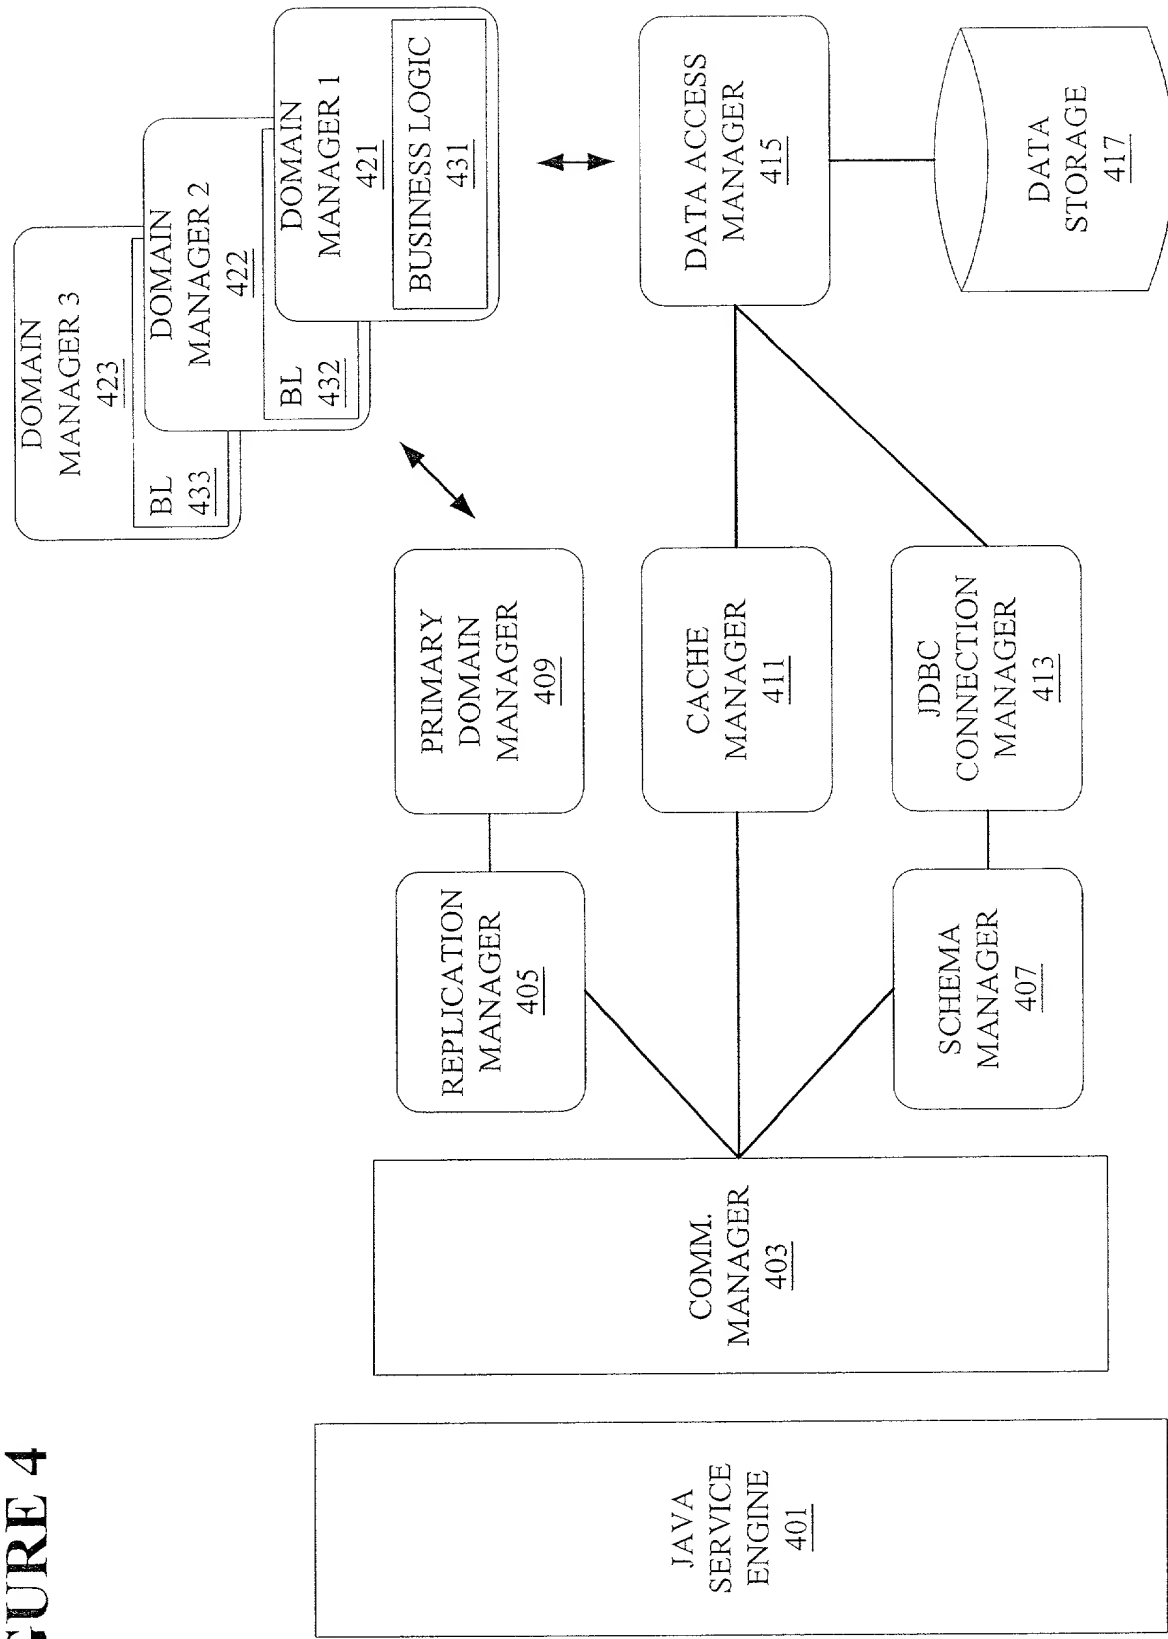 GURE 4
DOMAIN
MANAGER 3
423
BL
433
DOMAIN
MANAGER 2
422
BL
432
DOMAIN
MANAGER 1
421
BUSINESS LOGIC
431
JAVA
SERVICE
ENGINE
401
COMM.
MANAGER
403
REPLICATION
MANAGER
405
PRIMARY
DOMAIN
MANAGER
409
CACHE
MANAGER
411
SCHEMA
MANAGER
407
JDBC
CONNECTION
MANAGER
413
DATA ACCESS
MANAGER
415
DATA
STORAGE
417